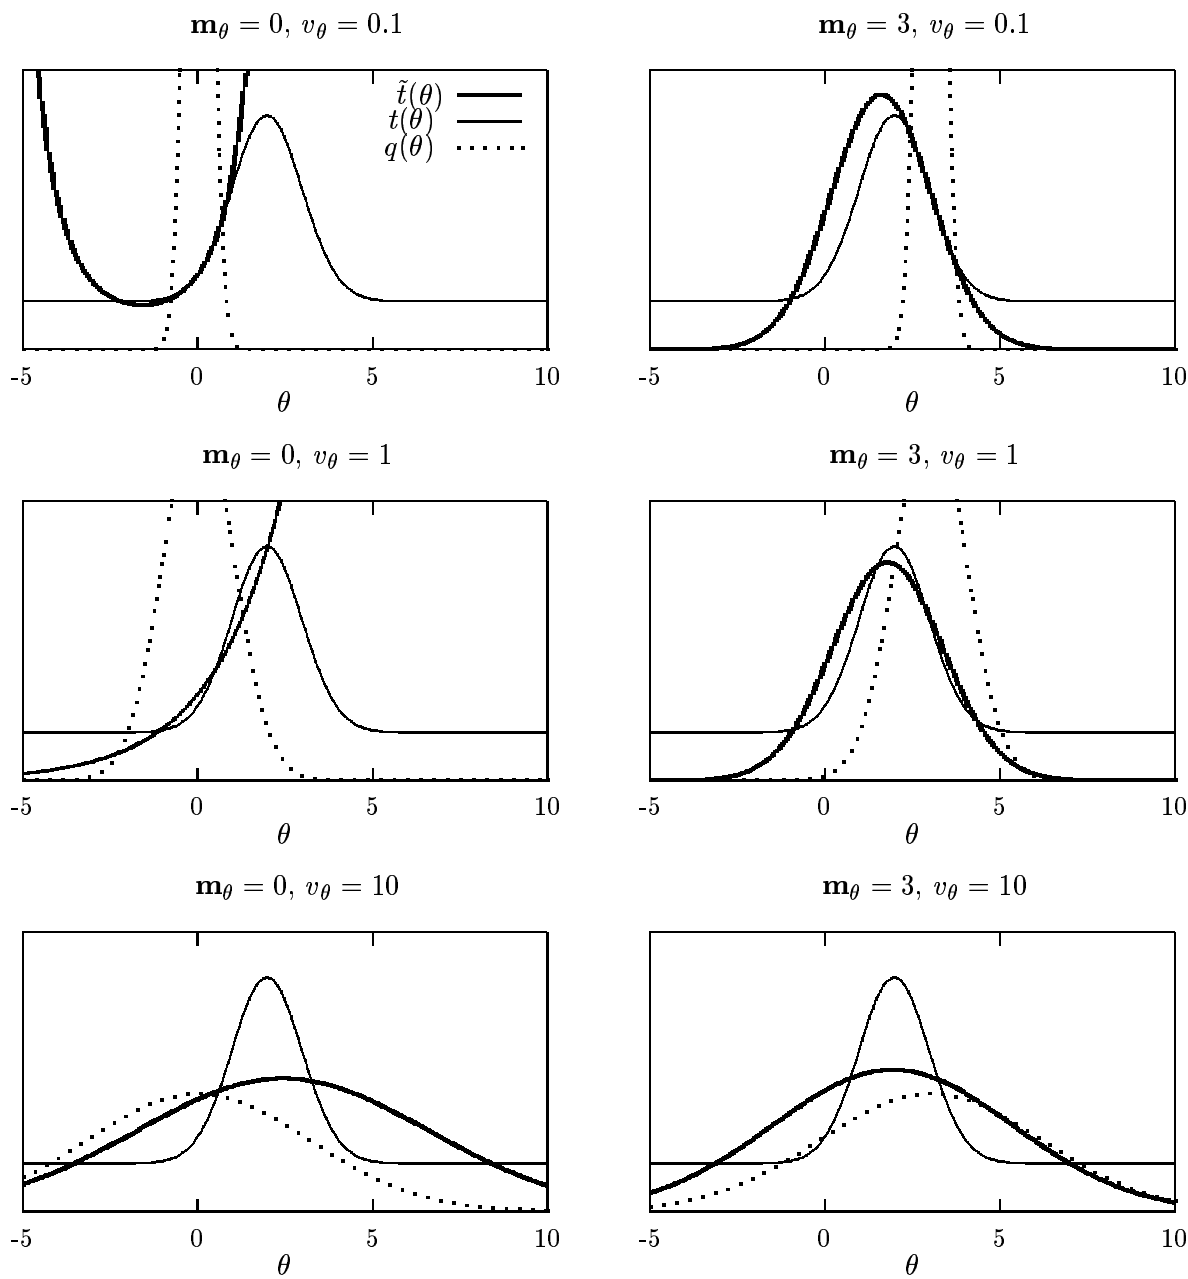 m_θ = 0, v_θ = 0.1
t̃(θ)
t(θ)
q(θ)
-5 0 5 10
θ
m_θ = 3, v_θ = 0.1
-5 0 5 10
θ
m_θ = 0, v_θ = 1
-5 0 5 10
θ
m_θ = 3, v_θ = 1
-5 0 5 10
θ
m_θ = 0, v_θ = 10
-5 0 5 10
θ
m_θ = 3, v_θ = 10
-5 0 5 10
θ